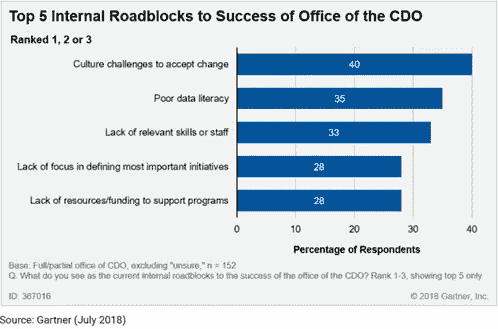 Top 5 Internal Roadblocks to Success of Office of the CDO
Ranked 1, 2 or 3
Culture challenges to accept change 40
Poor data literacy 35
Lack of relevant skills or staff 33
Lack of focus in defining most important initiatives 28
Lack of resources/funding to support programs 28
0 10 20 30 40
Percentage of Respondents
Base: Full/partial office of CDO, excluding "unsure," n = 152
Q. What do you see as the current internal roadblocks to the success of the office of the CDO? Rank 1-3, showing top 5 only
ID: 367016 © 2018 Gartner, Inc.
Source: Gartner (July 2018)